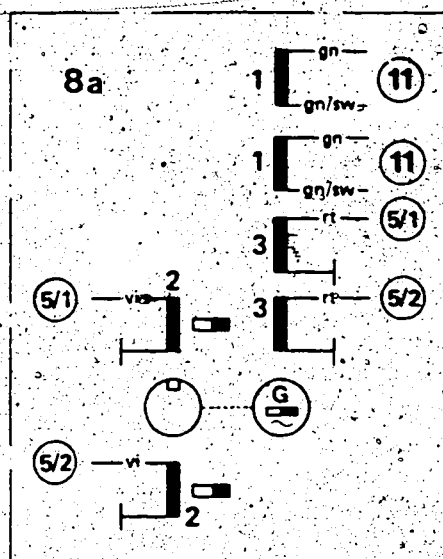 gn
8a 1 11
gn/sw
gn
1 11
gn/sw
rt 5/1
3
2
5/1 vi 3 rt 5/2
G
~
5/2 vi
2